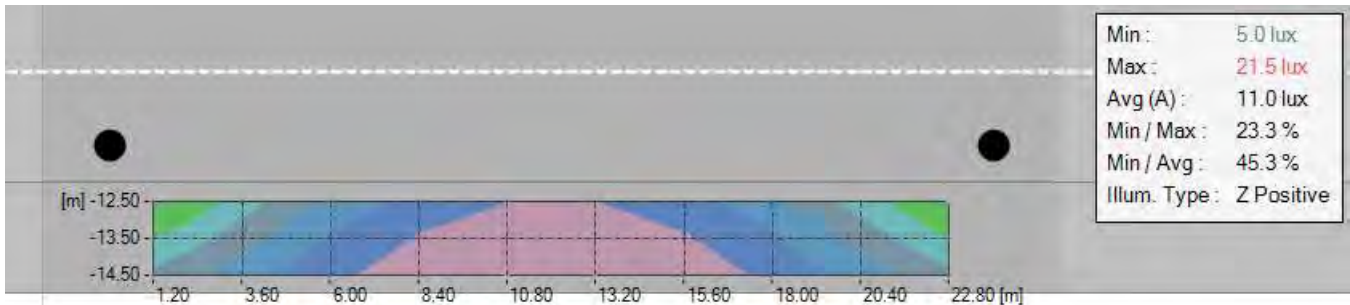 Min : 5.0 lux
Max : 21.5 lux
Avg (A) : 11.0 lux
Min / Max : 23.3 %
Min / Avg : 45.3 %
Illum. Type : Z Positive
[m] -12.50
-13.50
-14.50
1.20 3.60 6.00 8.40 10.80 13.20 15.60 18.00 20.40 22.80 [m]